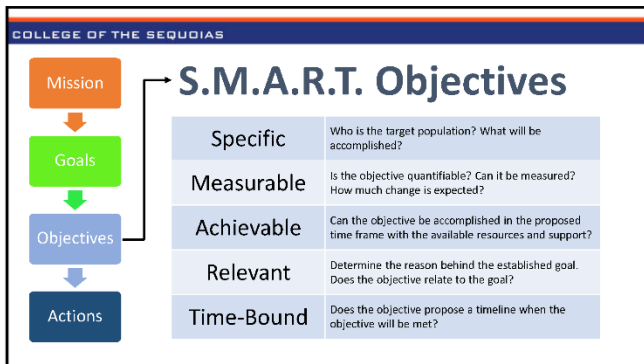 COLLEGE OF THE SEQUOIAS
Mission
Goals
Objectives
Actions
S.M.A.R.T. Objectives
Specific
Who is the target population? What will be
accomplished?
Measurable
Is the objective quantifiable? Can it be measured?
How much change is expected?
Achievable
Can the objective be accomplished in the proposed
time frame with the available resources and support?
Relevant
Determine the reason behind the established goal.
Does the objective relate to the goal?
Time-Bound
Does the objective propose a timeline when the
objective will be met?